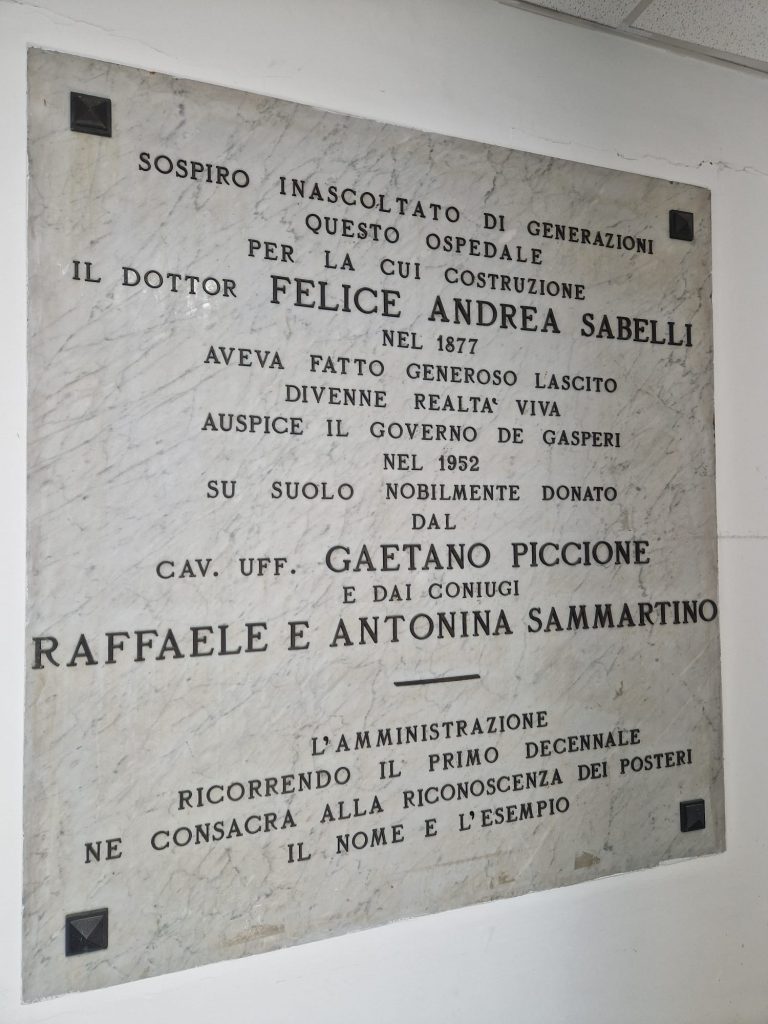 SOSPIRO INASCOLTATO DI GENERAZIONI
QUESTO OSPEDALE
PER LA CUI COSTRUZIONE
IL DOTTOR FELICE ANDREA SABELLI
NEL 1877
AVEVA FATTO GENEROSO LASCITO
DIVENNE REALTA' VIVA
AUSPICE IL GOVERNO DE GASPERI
NEL 1952
SU SUOLO NOBILMENTE DONATO
DAL
CAV. UFF. GAETANO PICCIONE
E DAI CONIUGI
RAFFAELE E ANTONINA SAMMARTINO
L'AMMINISTRAZIONE
RICORRENDO IL PRIMO DECENNALE
NE CONSACRA ALLA RICONOSCENZA DEI POSTERI
IL NOME E L'ESEMPIO